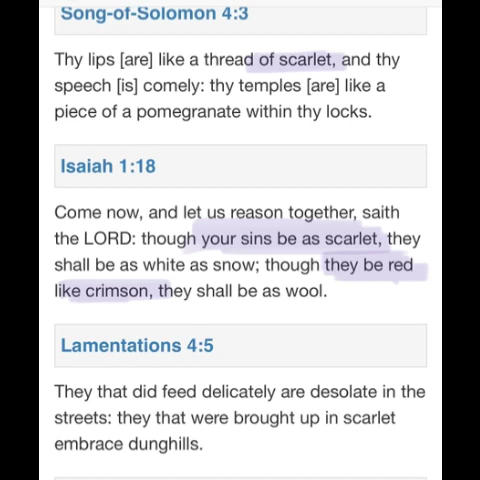 Song-of-Solomon 4:3
Thy lips [are] like a thread of scarlet, and thy
speech [is] comely: thy temples [are] like a
piece of a pomegranate within thy locks.
Isaiah 1:18
Come now, and let us reason together, saith
the LORD: though your sins be as scarlet, they
shall be as white as snow; though they be red
like crimson, they shall be as wool.
Lamentations 4:5
They that did feed delicately are desolate in the
streets: they that were brought up in scarlet
embrace dunghills.